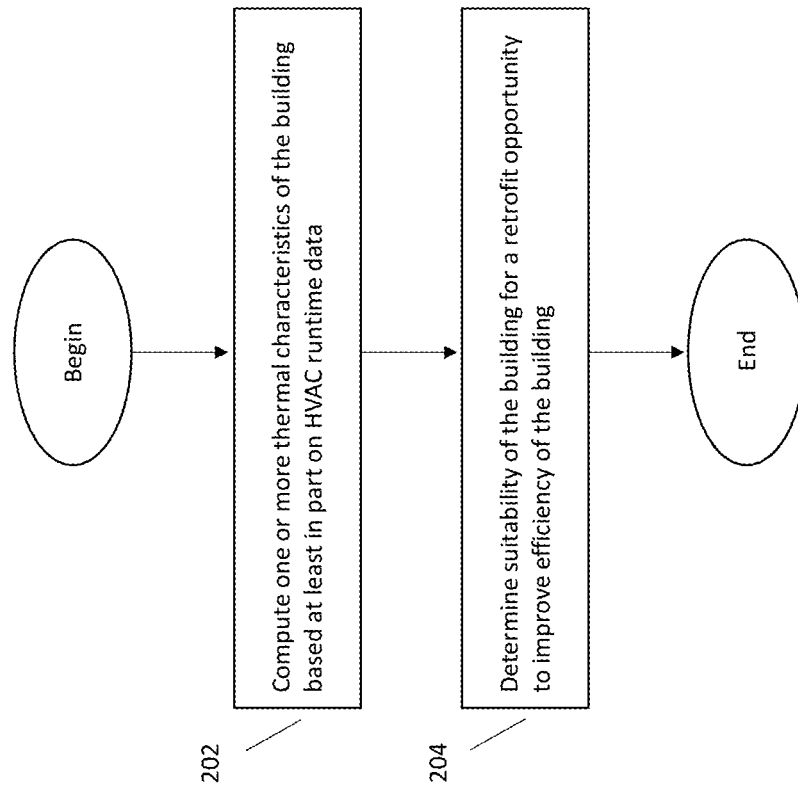 Begin
202
Compute one or more thermal characteristics of the building
based at least in part on HVAC runtime data
204
Determine suitability of the building for a retrofit opportunity
to improve efficiency of the building
End